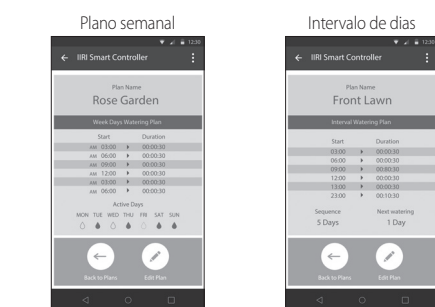 Plano semanal
12:30
IIRI Smart Controller
Plan Name
Rose Garden
Week Days Watering Plan
Start Duration
AM 03:00 00:00:30
AM 06:00 00:00:30
AM 09:00 00:00:30
AM 12:00 00:00:30
AM 03:00 00:00:30
AM 06:00 00:00:30
Active Days
MON TUE WED THU FRI SAT SUN
Back to Plans Edit Plan
Intervalo de dias
12:30
IIRI Smart Controller
Plan Name
Front Lawn
Interval Watering Plan
Start Duration
03:00 00:00:30
06:00 00:00:30
09:00 00:80:30
12:00 00:00:30
13:00 00:00:30
23:00 00:10:30
Sequence Next watering
5 Days 1 Day
Back to Plans Edit Plan